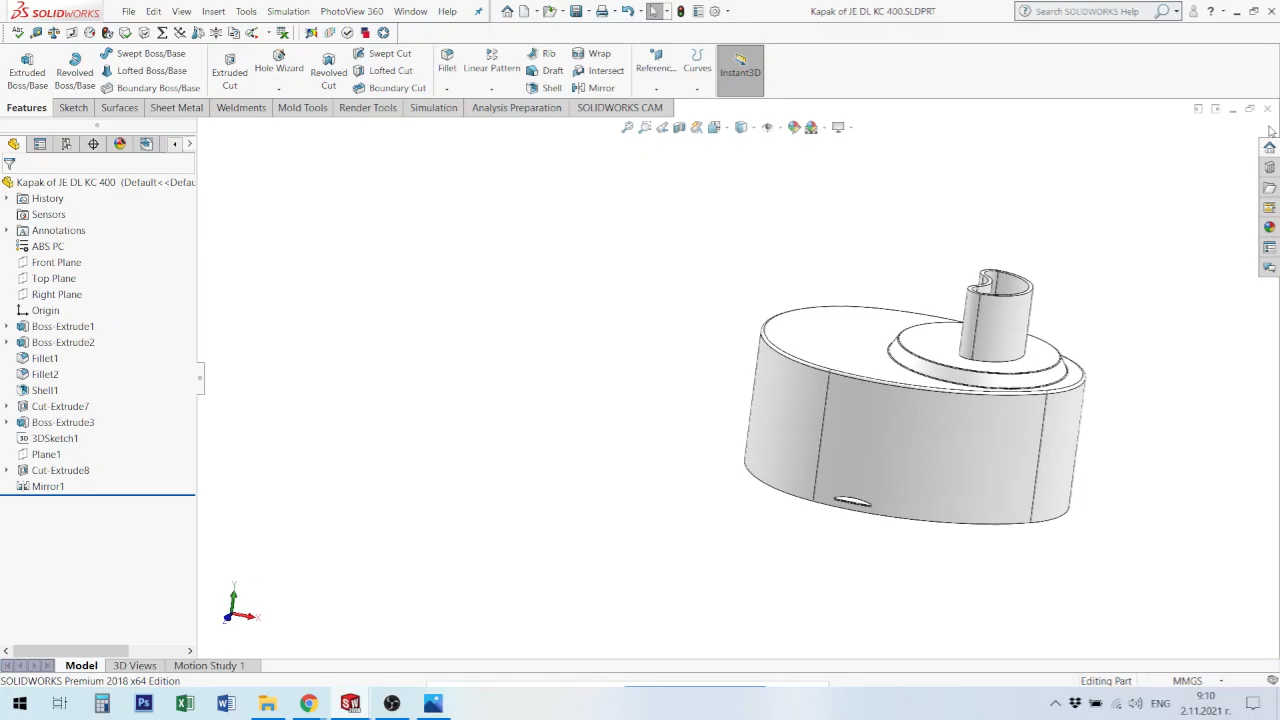 SOLIDWORKS File Edit View Insert Tools Simulation PhotoView 360 Window Help Kapak of JE DL KC 400.SLDPRT Search SOLIDWORKS Help
Extruded Boss/Base
Revolved Boss/Base
Swept Boss/Base
Lofted Boss/Base
Boundary Boss/Base
Extruded Cut
Hole Wizard
Revolved Cut
Swept Cut
Lofted Cut
Boundary Cut
Fillet
Linear Pattern
Rib
Draft
Shell
Wrap
Intersect
Mirror
Referenc...
Curves
Instant3D
Features Sketch Surfaces Sheet Metal Weldments Mold Tools Render Tools Simulation Analysis Preparation SOLIDWORKS CAM
Kapak of JE DL KC 400 (Default<<Defau
History
Sensors
Annotations
ABS PC
Front Plane
Top Plane
Right Plane
Origin
Boss-Extrude1
Boss-Extrude2
Fillet1
Fillet2
Shell1
Cut-Extrude7
Boss-Extrude3
3D 3DSketch1
Plane1
Cut-Extrude8
Mirror1
Y
X
Z
Model 3D Views Motion Study 1
SOLIDWORKS Premium 2018 x64 Edition Editing Part MMGS
ЕНГ 9:10
2.11.2021 г.